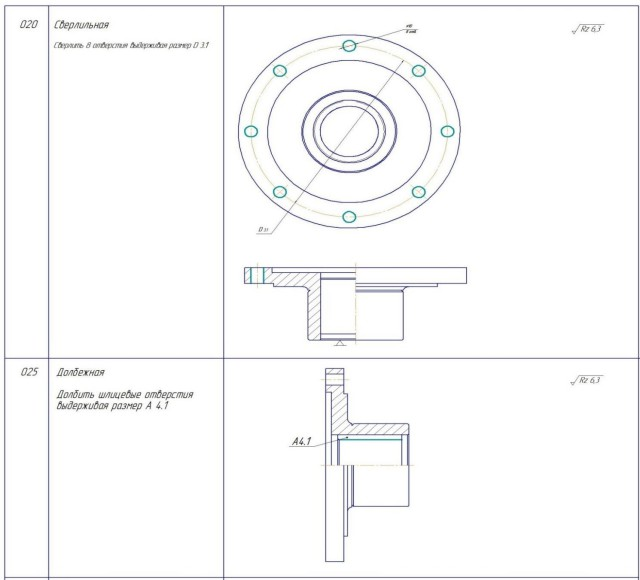 020
Сверлильная
Сверлить 8 отверстия выдерживая размер D 3.1
Rz 6,3
D 3.1
025
Долбежная
Долбить шлицевые отверстия
выдерживая размер А 4.1
Rz 6,3
А4.1